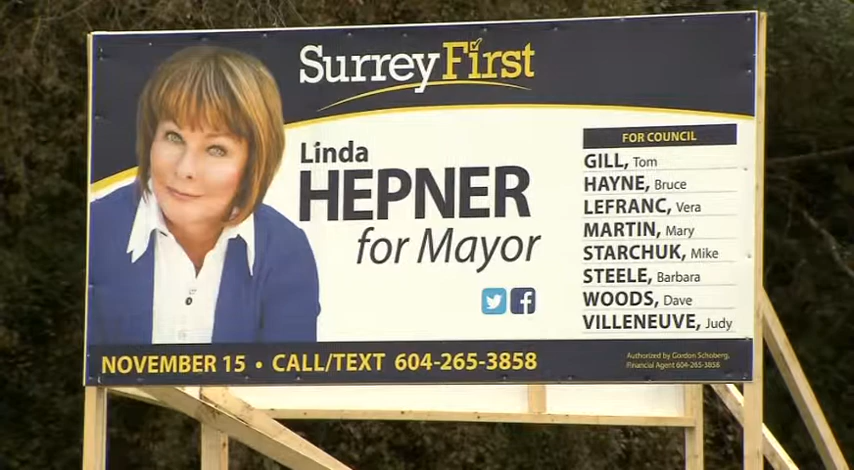 SurreyFirst
Linda
HEPNER
for Mayor
FOR COUNCIL
GILL, Tom
HAYNE, Bruce
LEFRANC, Vera
MARTIN, Mary
STARCHUK, Mike
STEELE, Barbara
WOODS, Dave
VILLENEUVE, Judy
NOVEMBER 15 • CALL/TEXT 604-265-3858
Authorized by Gordon Schoberg,
Financial Agent 604-265-3858